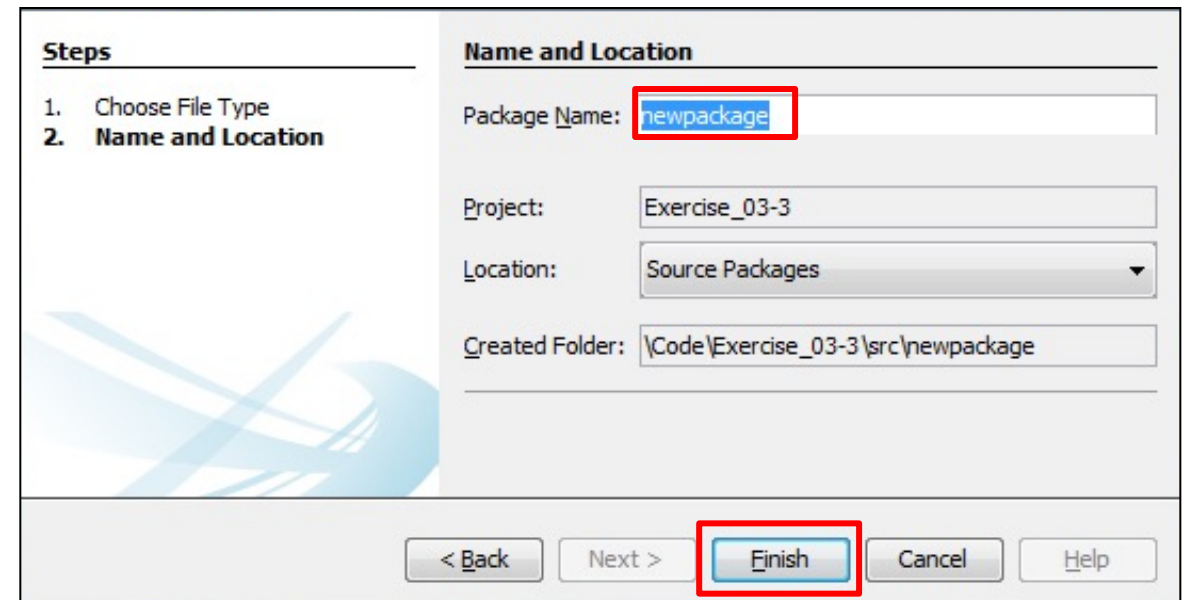 Steps
1. Choose File Type
2. Name and Location
Name and Location
Package Name: newpackage
Project: Exercise_03-3
Location: Source Packages
Created Folder: \Code\Exercise_03-3\src\newpackage
< Back Next > Finish Cancel Help